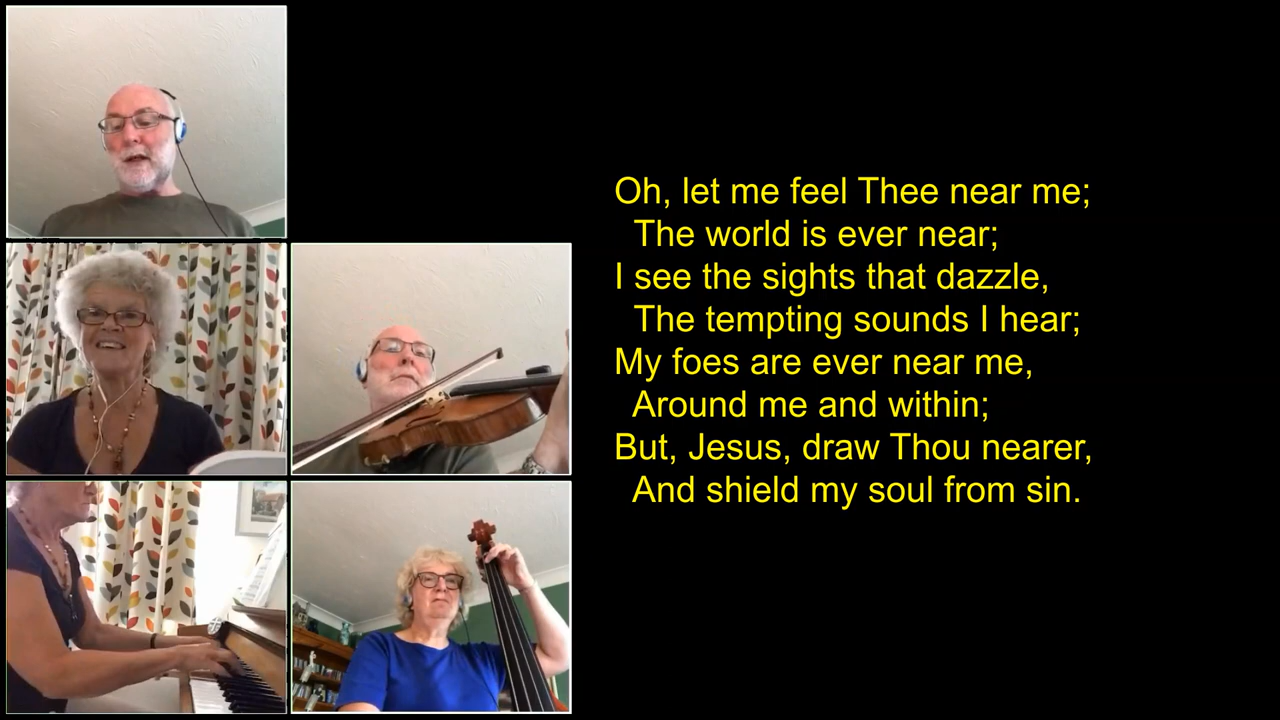 Oh, let me feel Thee near me;
The world is ever near;
I see the sights that dazzle,
The tempting sounds I hear;
My foes are ever near me,
Around me and within;
But, Jesus, draw Thou nearer,
And shield my soul from sin.